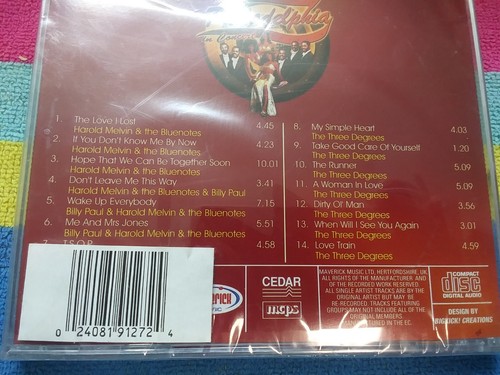 1. The Love I Lost 4.45
Harold Melvin & the Bluenotes
2. If You Don't Know Me By Now 4.23
Harold Melvin & the Bluenotes
3. Hope That We Can Be Together Soon 10.01
Harald Melvin & the Bluenotes
4. Don't Leave Me This Way 3.41
Harold Melvin & the Bluenotes & Billy Paul
5. Wake Up Everybody 7.15
Billy Paul & Harold Melvin & the Bluenotes
6. Me And Mrs Jones 5.51
Billy Paul & Harold Melvin & the Bluenotes
7. T.S.O.P. 4.58
8. My Simple Heart 4.03
The Three Degrees
9. Take Good Care Of Yourself 1.20
The Three Degrees
10. The Runner 5.09
The Three Degrees
11. A Woman In Love 5.09
The Three Degrees
12. Dirty Ol' Man 3.56
The Three Degrees
13. When Will I See You Again 3.01
The Three Degrees
14. Love Train 4.59
The Three Degrees
0 24081 91272 4
CEDAR
mcps
MAVERICK MUSIC LTD, HERTFORDSHIRE, UK
ALL RIGHTS OF THE MANUFACTURER AND
OF THE RECORDED WORK RESERVED.
ALL SINGLE ARTIST TRACKS ARE BY THE
ORIGINAL ARTIST BUT MAY BE
RE-RECORDED. TRACKS FEATURING
GROUPS MAY NOT INCLUDE ALL OF THE
ORIGINAL MEMBERS.
MANUFACTURED IN THE EC.
COMPACT
disc
DIGITAL AUDIO
DESIGN BY
BIGKICK! CREATIONS